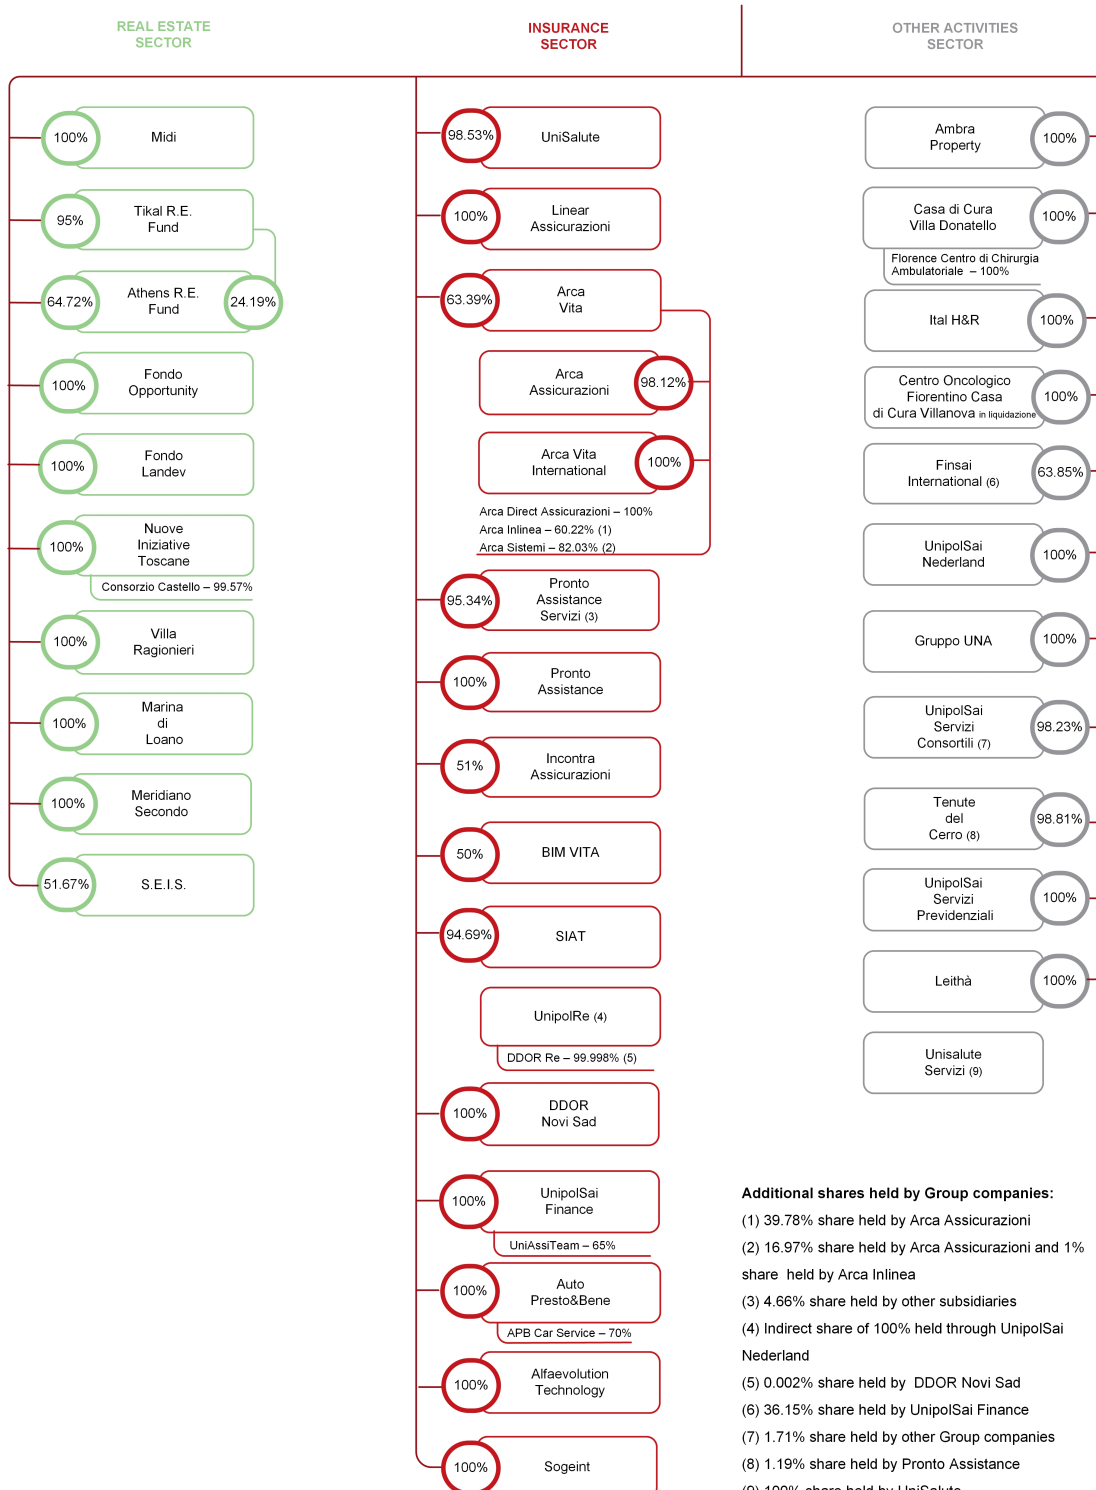 REAL ESTATE
SECTOR
100%
Midi
95%
Tikal R.E.
Fund
64.72%
Athens R.E.
Fund
24.19%
100%
Fondo
Opportunity
100%
Fondo
Landev
100%
Nuove
Iniziative
Toscane
Consorzio Castello – 99.57%
100%
Villa
Ragionieri
100%
Marina
di
Loano
100%
Meridiano
Secondo
51.67%
S.E.I.S.
INSURANCE
SECTOR
98.53%
UniSalute
100%
Linear
Assicurazioni
63.39%
Arca
Vita
Arca
Assicurazioni
98.12%
Arca Vita
International
100%
Arca Direct Assicurazioni – 100%
Arca Inlinea – 60.22% (1)
Arca Sistemi – 82.03% (2)
95.34%
Pronto
Assistance
Servizi (3)
100%
Pronto
Assistance
51%
Incontra
Assicurazioni
50%
BIM VITA
94.69%
SIAT
UnipolRe (4)
DDOR Re – 99.998% (5)
100%
DDOR
Novi Sad
100%
UnipolSai
Finance
UniAssiTeam – 65%
100%
Auto
Presto&Bene
APB Car Service – 70%
100%
Alfaevolution
Technology
100%
Sogeint
OTHER ACTIVITIES
SECTOR
Ambra
Property
100%
Casa di Cura
Villa Donatello
100%
Florence Centro di Chirurgia
Ambulatoriale – 100%
Ital H&R
100%
Centro Oncologico
Fiorentino Casa
di Cura Villanova in liquidazione
100%
Finsai
International (6)
63.85%
UnipolSai
Nederland
100%
Gruppo UNA
100%
UnipolSai
Servizi
Consortili (7)
98.23%
Tenute
del
Cerro (8)
98.81%
UnipolSai
Servizi
Previdenziali
100%
Leithà
100%
Unisalute
Servizi (9)
Additional shares held by Group companies:
(1) 39.78% share held by Arca Assicurazioni
(2) 16.97% share held by Arca Assicurazioni and 1%
share held by Arca Inlinea
(3) 4.66% share held by other subsidiaries
(4) Indirect share of 100% held through UnipolSai
Nederland
(5) 0.002% share held by DDOR Novi Sad
(6) 36.15% share held by UnipolSai Finance
(7) 1.71% share held by other Group companies
(8) 1.19% share held by Pronto Assistance
(9) 100% share held by UniSalute